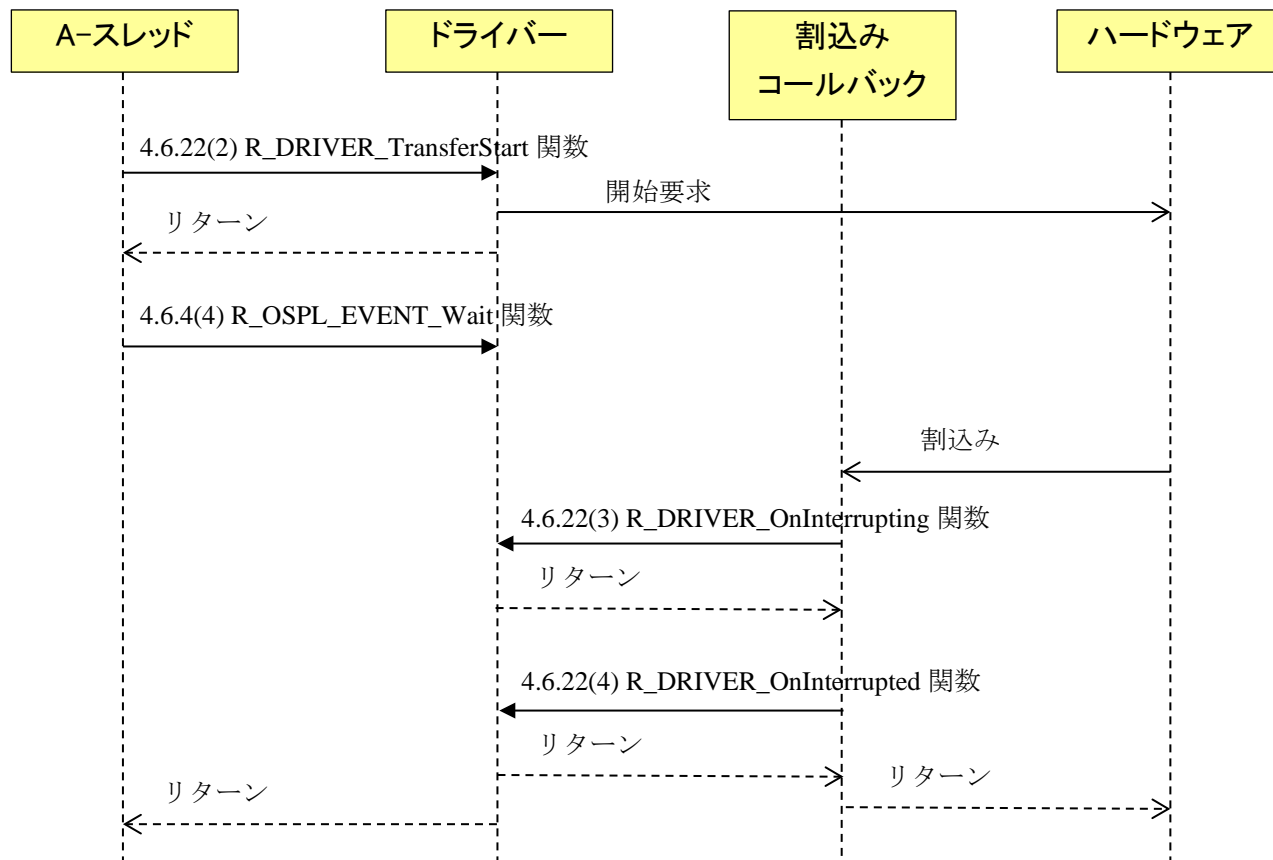 A-スレッド
ドライバー
割込み
コールバック
ハードウェア
4.6.22(2) R_DRIVER_TransferStart 関数
開始要求
リターン
4.6.4(4) R_OSPL_EVENT_Wait 関数
割込み
4.6.22(3) R_DRIVER_OnInterrupting 関数
リターン
4.6.22(4) R_DRIVER_OnInterrupted 関数
リターン
リターン
リターン